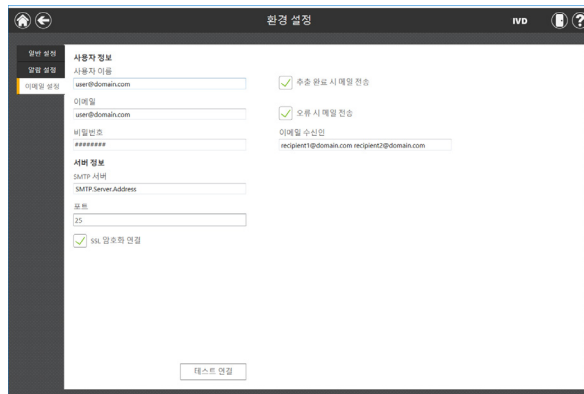 환경 설정
IVD
?
일반 설정
알람 설정
이메일 설정
사용자 정보
사용자 이름
user@domain.com
이메일
user@domain.com
비밀번호
########
서버 정보
SMTP 서버
SMTP.Server.Address
포트
25
SSL 암호화 연결
추출 완료 시 메일 전송
오류 시 메일 전송
이메일 수신인
recipient1@domain.com recipient2@domain.com
테스트 연결